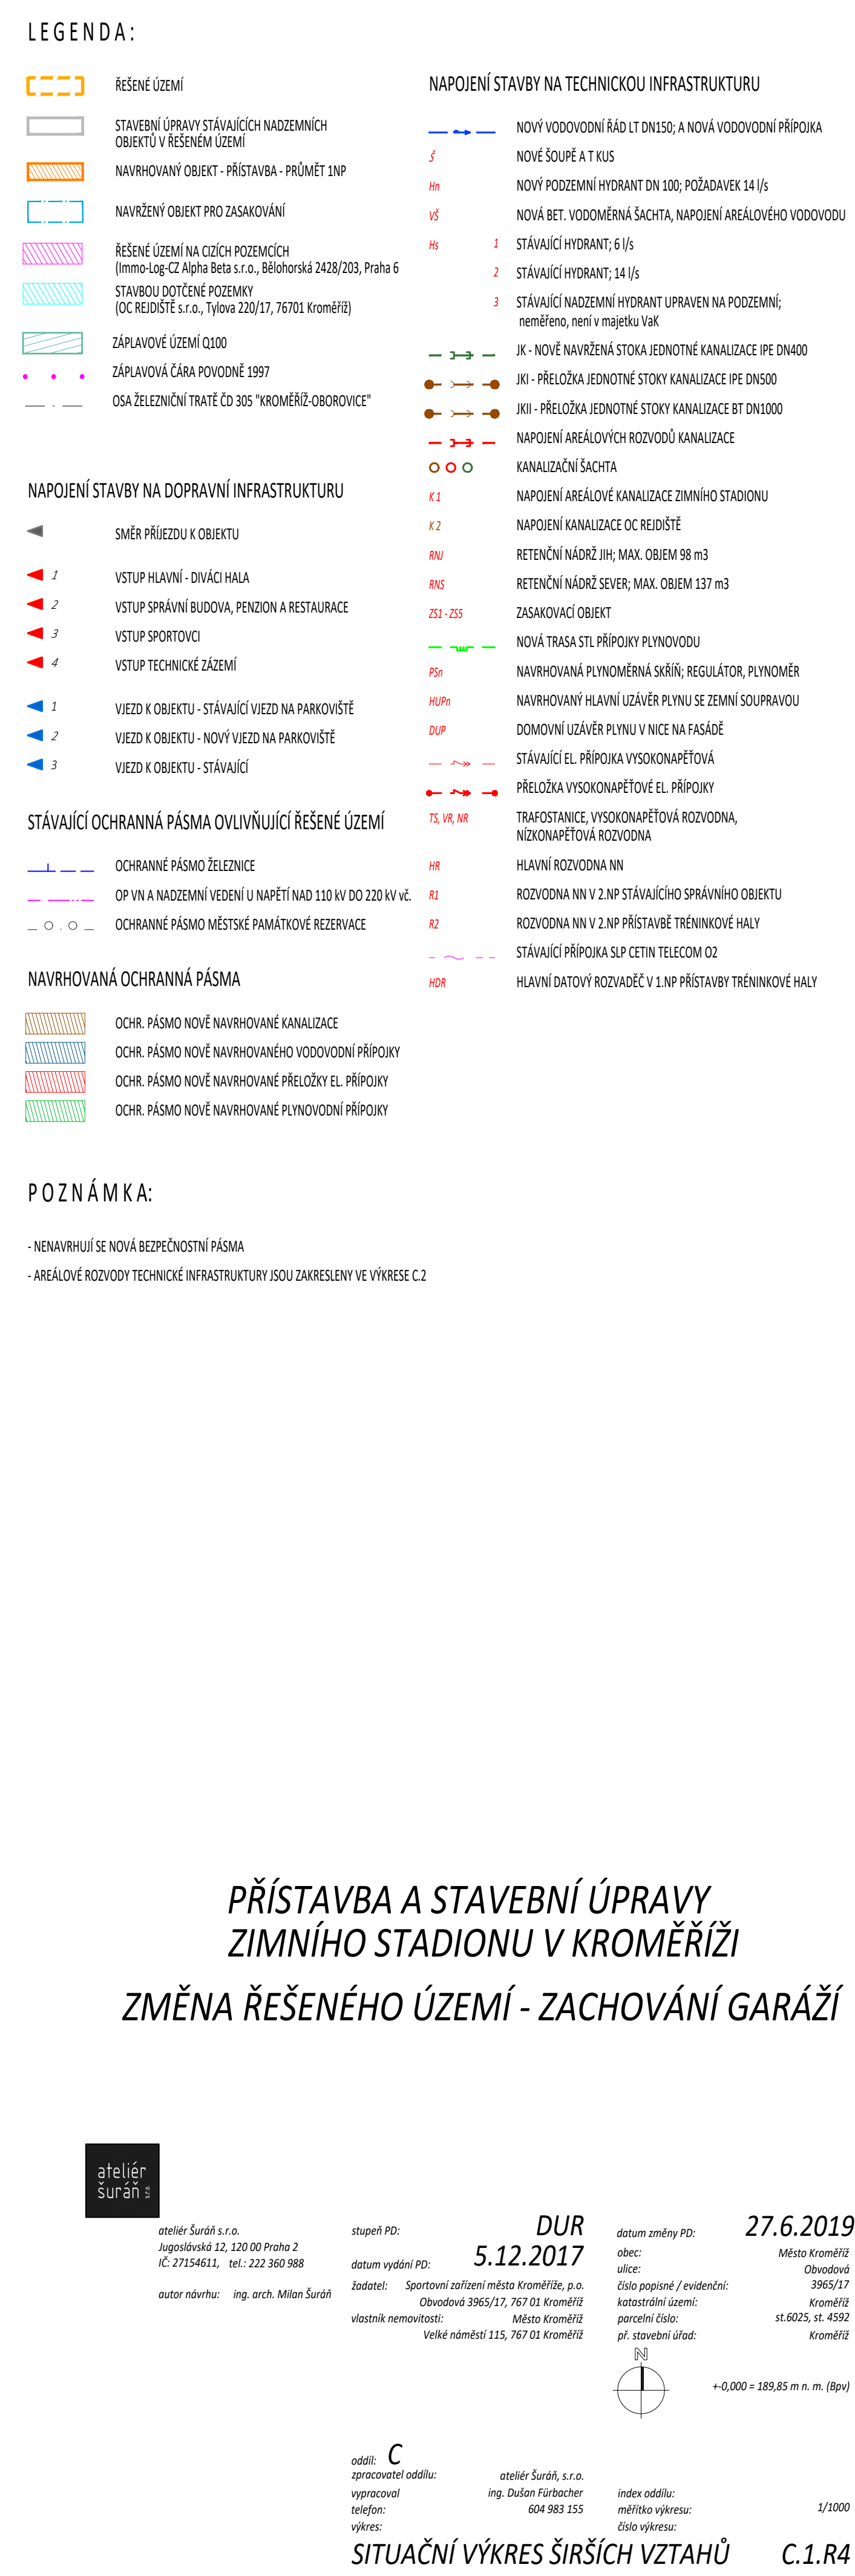 LEGENDA:
ŘEŠENÉ ÚZEMÍ
STAVEBNÍ ÚPRAVY STÁVAJÍCÍCH NADZEMNÍCH
OBJEKTŮ V ŘEŠENÉM ÚZEMÍ
NAVRHOVANÝ OBJEKT - PŘÍSTAVBA - PRŮMĚT 1NP
NAVRŽENÝ OBJEKT PRO ZASAKOVÁNÍ
ŘEŠENÉ ÚZEMÍ NA CIZÍCH POZEMCÍCH
(Immo-Log-CZ Alpha Beta s.r.o., Bělohorská 2428/203, Praha 6
STAVBOU DOTČENÉ POZEMKY
(OC REJDIŠTĚ s.r.o., Tylova 220/17, 76701 Kroměříž)
ZÁPLAVOVÉ ÚZEMÍ Q100
ZÁPLAVOVÁ ČÁRA POVODNĚ 1997
OSA ŽELEZNIČNÍ TRATĚ ČD 305 "KROMĚŘÍŽ-OBOROVICE"
NAPOJENÍ STAVBY NA DOPRAVNÍ INFRASTRUKTURU
SMĚR PŘÍJEZDU K OBJEKTU
1 VSTUP HLAVNÍ - DIVÁCI HALA
2 VSTUP SPRÁVNÍ BUDOVA, PENZION A RESTAURACE
3 VSTUP SPORTOVCI
4 VSTUP TECHNICKÉ ZÁZEMÍ
1 VJEZD K OBJEKTU - STÁVAJÍCÍ VJEZD NA PARKOVIŠTĚ
2 VJEZD K OBJEKTU - NOVÝ VJEZD NA PARKOVIŠTĚ
3 VJEZD K OBJEKTU - STÁVAJÍCÍ
STÁVAJÍCÍ OCHRANNÁ PÁSMA OVLIVŇUJÍCÍ ŘEŠENÉ ÚZEMÍ
OCHRANNÉ PÁSMO ŽELEZNICE
OP VN A NADZEMNÍ VEDENÍ U NAPĚTÍ NAD 110 kV DO 220 kV vč.
OCHRANNÉ PÁSMO MĚSTSKÉ PAMÁTKOVÉ REZERVACE
NAVRHOVANÁ OCHRANNÁ PÁSMA
OCHR. PÁSMO NOVĚ NAVRHOVANÉ KANALIZACE
OCHR. PÁSMO NOVĚ NAVRHOVANÉHO VODOVODNÍ PŘÍPOJKY
OCHR. PÁSMO NOVĚ NAVRHOVANÉ PŘELOŽKY EL. PŘÍPOJKY
OCHR. PÁSMO NOVĚ NAVRHOVANÉ PLYNOVODNÍ PŘÍPOJKY
NAPOJENÍ STAVBY NA TECHNICKOU INFRASTRUKTURU
NOVÝ VODOVODNÍ ŘÁD LT DN150; A NOVÁ VODOVODNÍ PŘÍPOJKA
Š NOVÉ ŠOUPĚ A T KUS
Hn NOVÝ PODZEMNÍ HYDRANT DN 100; POŽADAVEK 14 l/s
VŠ NOVÁ BET. VODOMĚRNÁ ŠACHTA, NAPOJENÍ AREÁLOVÉHO VODOVODU
Hs 1 STÁVAJÍCÍ HYDRANT; 6 l/s
2 STÁVAJÍCÍ HYDRANT; 14 l/s
3 STÁVAJÍCÍ NADZEMNÍ HYDRANT UPRAVEN NA PODZEMNÍ;
neměřeno, není v majetku VaK
JK - NOVĚ NAVRŽENÁ STOKA JEDNOTNÉ KANALIZACE IPE DN400
JKI - PŘELOŽKA JEDNOTNÉ STOKY KANALIZACE IPE DN500
JKII - PŘELOŽKA JEDNOTNÉ STOKY KANALIZACE BT DN1000
NAPOJENÍ AREÁLOVÝCH ROZVODŮ KANALIZACE
KANALIZAČNÍ ŠACHTA
K 1 NAPOJENÍ AREÁLOVÉ KANALIZACE ZIMNÍHO STADIONU
K 2 NAPOJENÍ KANALIZACE OC REJDIŠTĚ
RNJ RETENČNÍ NÁDRŽ JIH; MAX. OBJEM 98 m3
RNS RETENČNÍ NÁDRŽ SEVER; MAX. OBJEM 137 m3
ZS1 - ZS5 ZASAKOVACÍ OBJEKT
NOVÁ TRASA STL PŘÍPOJKY PLYNOVODU
PSn NAVRHOVANÁ PLYNOMĚRNÁ SKŘÍŇ; REGULÁTOR, PLYNOMĚR
HUPn NAVRHOVANÝ HLAVNÍ UZÁVĚR PLYNU SE ZEMNÍ SOUPRAVOU
DUP DOMOVNÍ UZÁVĚR PLYNU V NICE NA FASÁDĚ
STÁVAJÍCÍ EL. PŘÍPOJKA VYSOKONAPĚŤOVÁ
PŘELOŽKA VYSOKONAPĚŤOVÉ EL. PŘÍPOJKY
TS, VR, NR TRAFOSTANICE, VYSOKONAPĚŤOVÁ ROZVODNA,
NÍZKONAPĚŤOVÁ ROZVODNA
HR HLAVNÍ ROZVODNA NN
R1 ROZVODNA NN V 2.NP STÁVAJÍCÍHO SPRÁVNÍHO OBJEKTU
R2 ROZVODNA NN V 2.NP PŘÍSTAVBĚ TRÉNINKOVÉ HALY
STÁVAJÍCÍ PŘÍPOJKA SLP CETIN TELECOM O2
HDR HLAVNÍ DATOVÝ ROZVADĚČ V 1.NP PŘÍSTAVBY TRÉNINKOVÉ HALY
POZNÁMKA:
- NENAVRHUJÍ SE NOVÁ BEZPEČNOSTNÍ PÁSMA
- AREÁLOVÉ ROZVODY TECHNICKÉ INFRASTRUKTURY JSOU ZAKRESLENY VE VÝKRESE C.2
PŘÍSTAVBA A STAVEBNÍ ÚPRAVY
ZIMNÍHO STADIONU V KROMĚŘÍŽI
ZMĚNA ŘEŠENÉHO ÚZEMÍ - ZACHOVÁNÍ GARÁŽÍ
ateliér
šuráň s.r.o.
ateliér Šuráň s.r.o.
Jugoslávská 12, 120 00 Praha 2
IČ: 27154611, tel.: 222 360 988
autor návrhu: ing. arch. Milan Šuráň
stupeň PD: DUR
datum vydání PD: 5.12.2017
žadatel: Sportovní zařízení města Kroměříže, p.o.
Obvodová 3965/17, 767 01 Kroměříž
vlastník nemovitosti: Město Kroměříž
Velké náměstí 115, 767 01 Kroměříž
datum změny PD: 27.6.2019
obec: Město Kroměříž
ulice: Obvodová
číslo popisné / evidenční: 3965/17
katastrální území: Kroměříž
parcelní číslo: st.6025, st. 4592
př. stavební úřad: Kroměříž
N
+-0,000 = 189,85 m n. m. (Bpv)
oddíl: C
zpracovatel oddílu: ateliér Šuráň, s.r.o.
vypracoval ing. Dušan Fürbacher
telefon: 604 983 155
výkres:
index oddílu:
měřítko výkresu: 1/1000
číslo výkresu:
SITUAČNÍ VÝKRES ŠIRŠÍCH VZTAHŮ C.1.R4